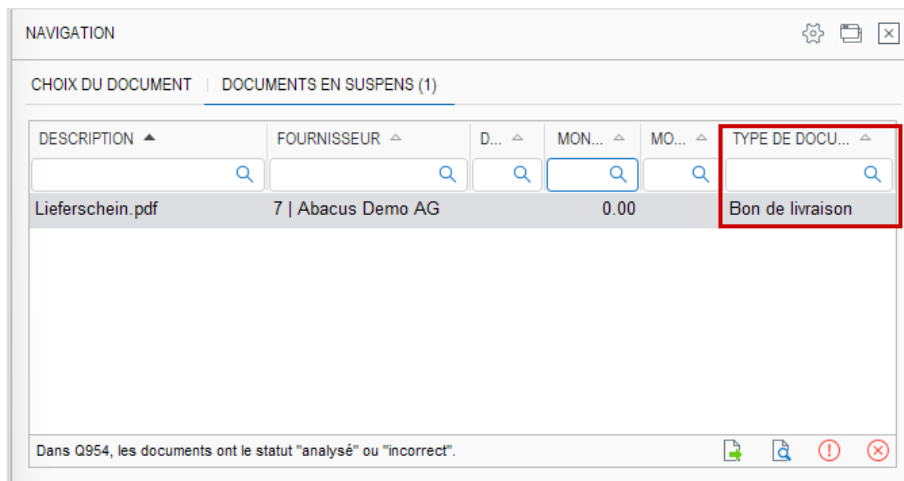 NAVIGATION
CHOIX DU DOCUMENT DOCUMENTS EN SUSPENS (1)
DESCRIPTION FOURNISSEUR D... MON... MO... TYPE DE DOCU...
Lieferschein.pdf 7 | Abacus Demo AG 0.00 Bon de livraison
Dans Q954, les documents ont le statut "analysé" ou "incorrect".